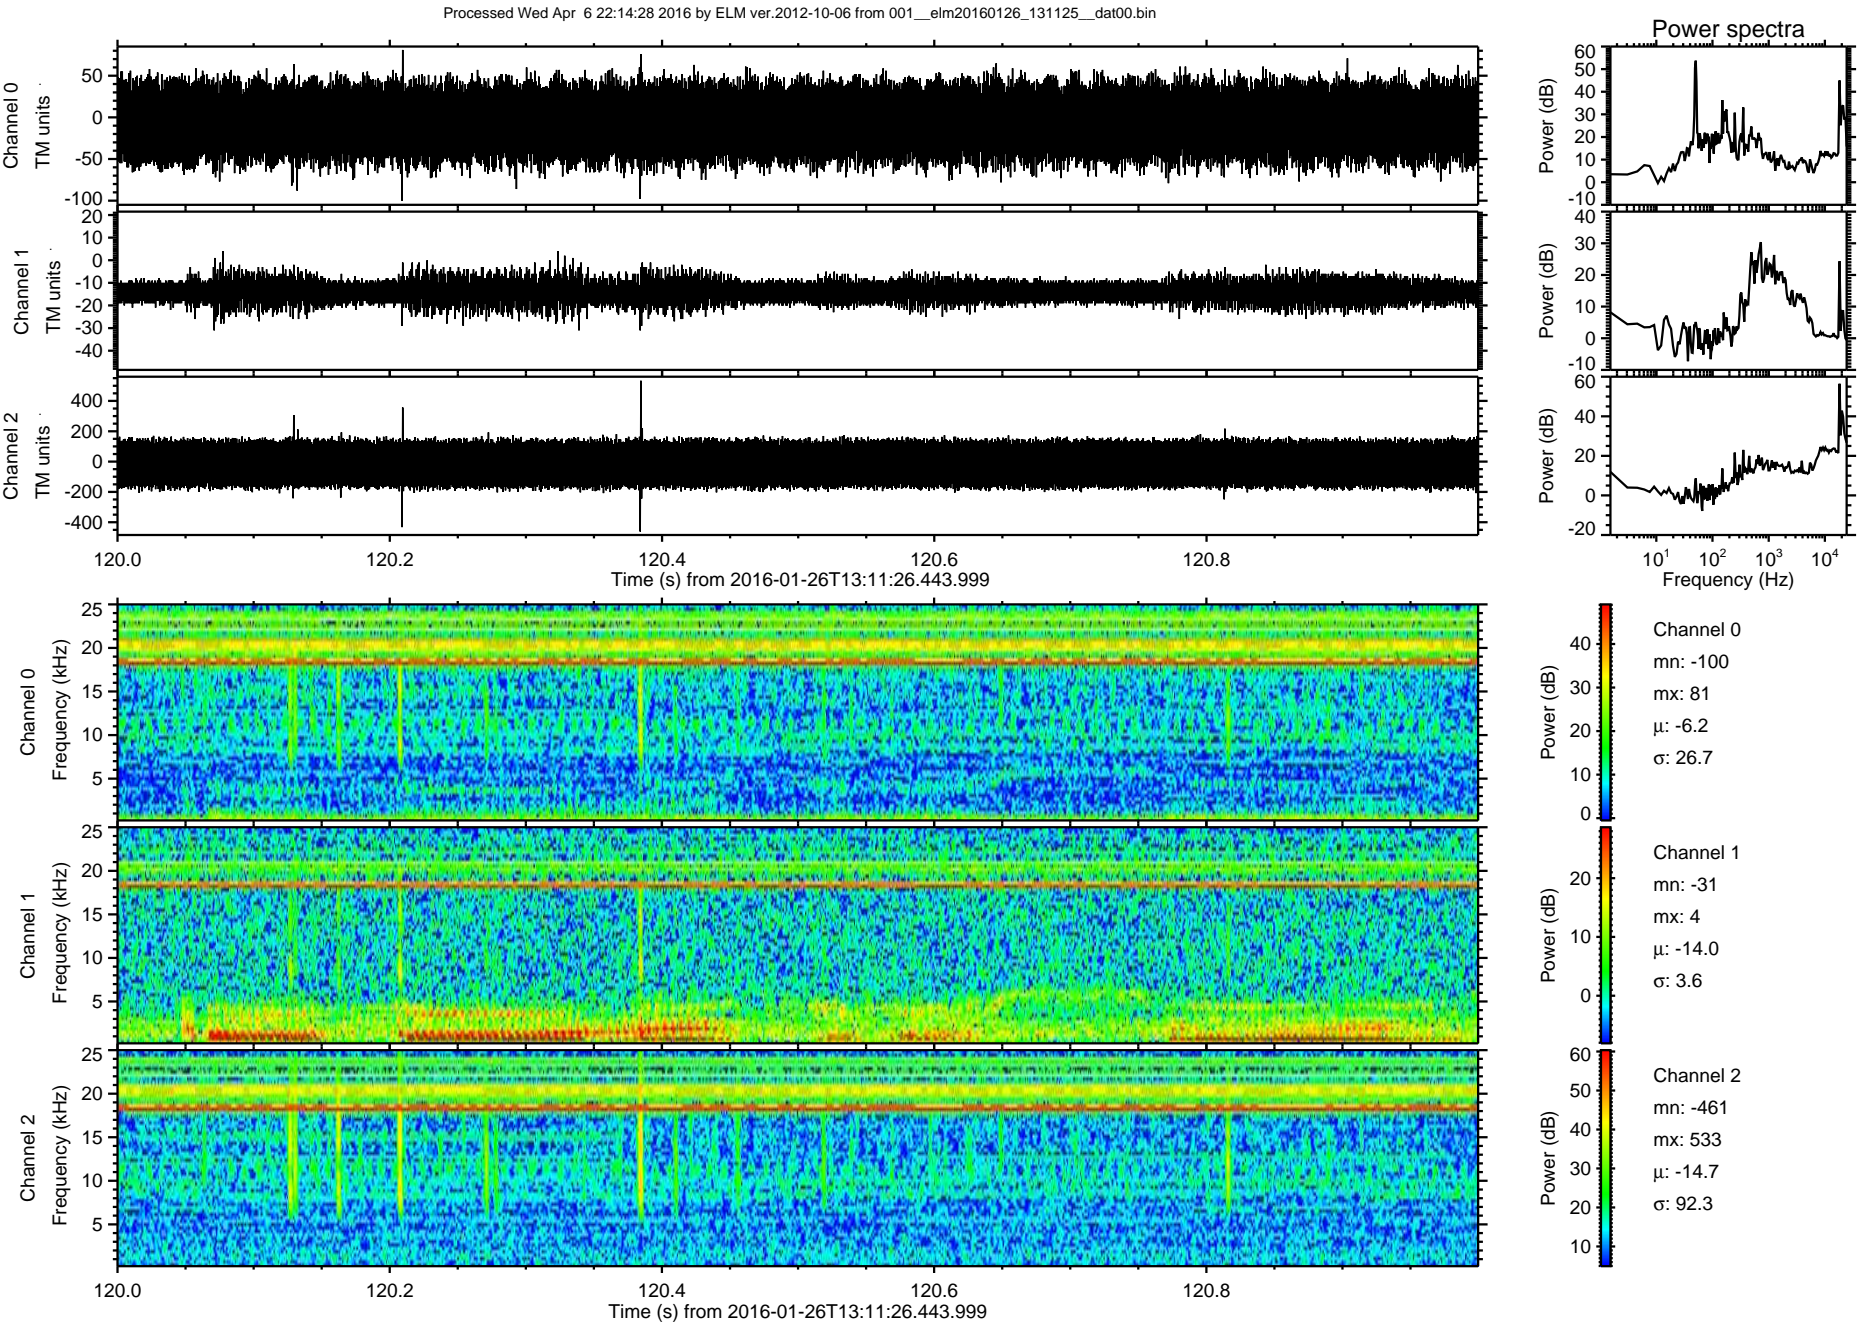 Processed Wed Apr  6 22:14:28 2016 by ELM ver.2012-10-06 from 001__elm20160126_131125__dat00.bin
Power spectra
Channel 0
TM units
50
0
-50
-100
Power (dB)
60
50
40
30
20
10
0
-10
Channel 1
TM units
20
10
0
-10
-20
-30
-40
Power (dB)
40
30
20
10
0
-10
Channel 2
TM units
400
200
0
-200
-400
Power (dB)
60
40
20
0
-20
120.0 120.2 120.4 120.6 120.8
Time (s) from 2016-01-26T13:11:26.443.999
10¹ 10² 10³ 10⁴
Frequency (Hz)
Channel 0
Frequency (kHz)
25
20
15
10
5
Power (dB)
40
30
20
10
0
Channel 0
mn: -100
mx: 81
μ: -6.2
σ: 26.7
Channel 1
Frequency (kHz)
25
20
15
10
5
Power (dB)
20
10
0
Channel 1
mn: -31
mx: 4
μ: -14.0
σ: 3.6
Channel 2
Frequency (kHz)
25
20
15
10
5
Power (dB)
60
50
40
30
20
10
Channel 2
mn: -461
mx: 533
μ: -14.7
σ: 92.3
120.0 120.2 120.4 120.6 120.8
Time (s) from 2016-01-26T13:11:26.443.999